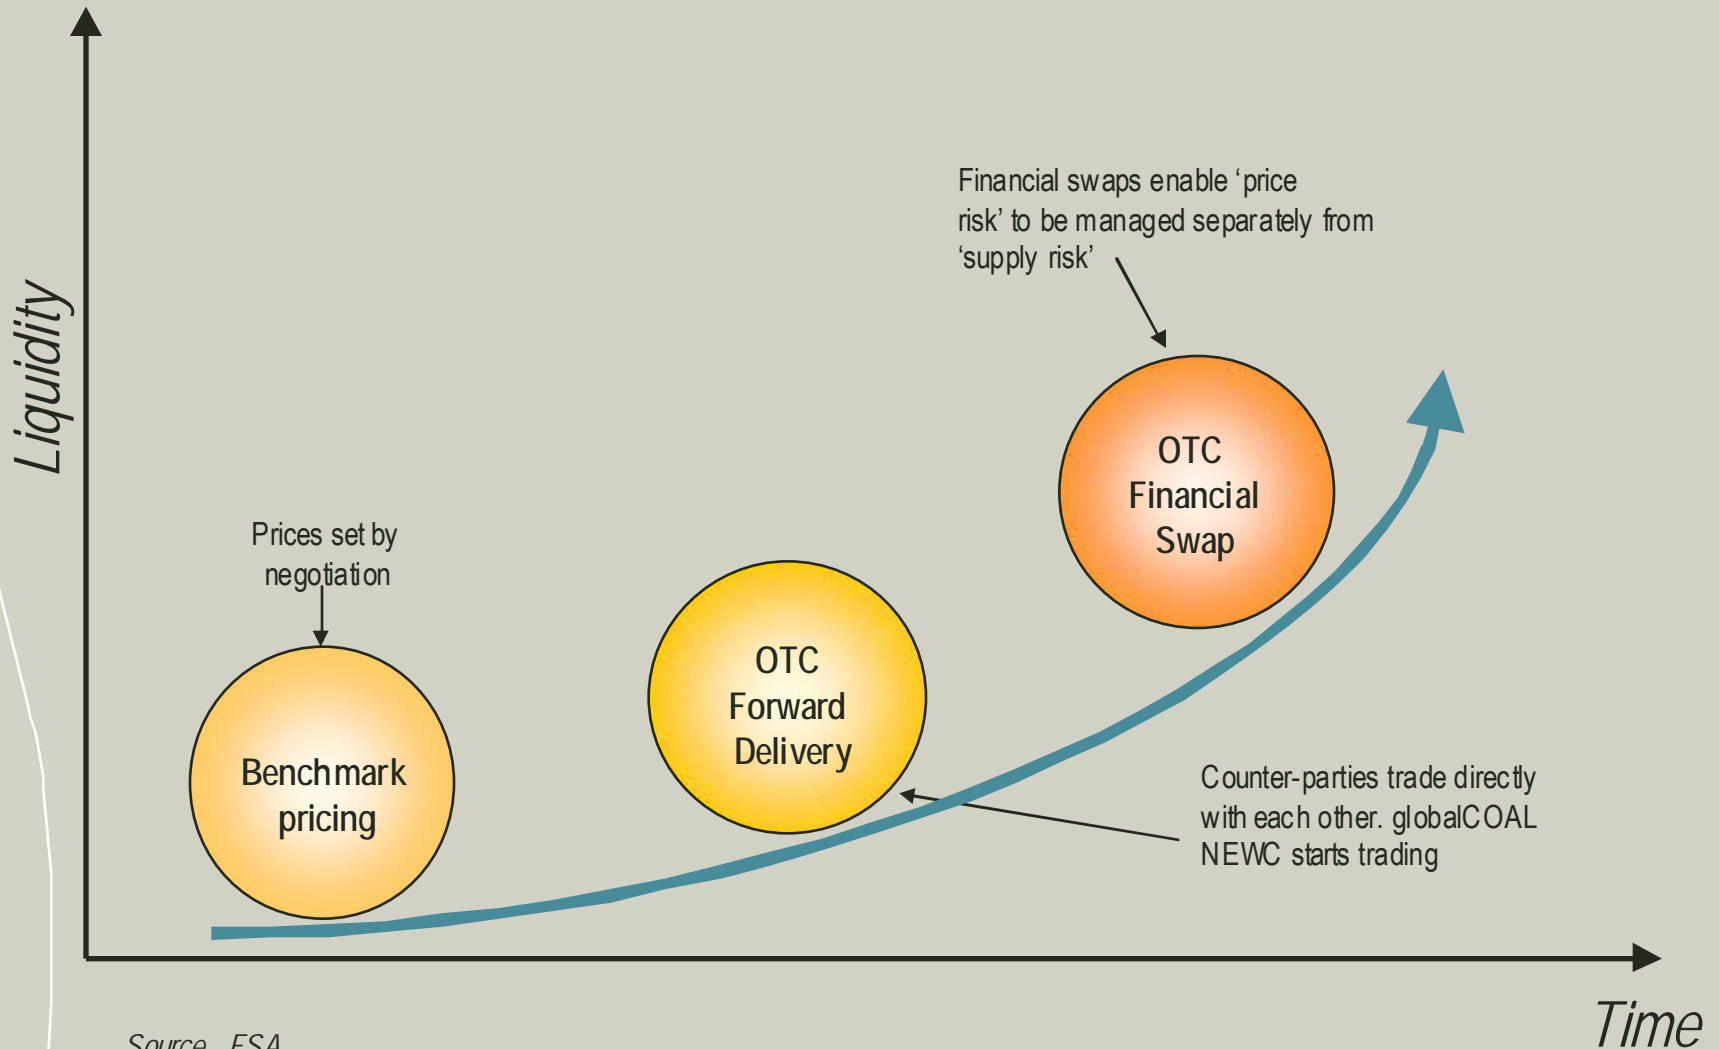 Liquidity
Financial swaps enable ‘price
risk’ to be managed separately from
‘supply risk’
OTC
Financial
Swap
Prices set by
negotiation
Benchmark
pricing
OTC
Forward
Delivery
Counter-parties trade directly
with each other. globalCOAL
NEWC starts trading
Time
Source